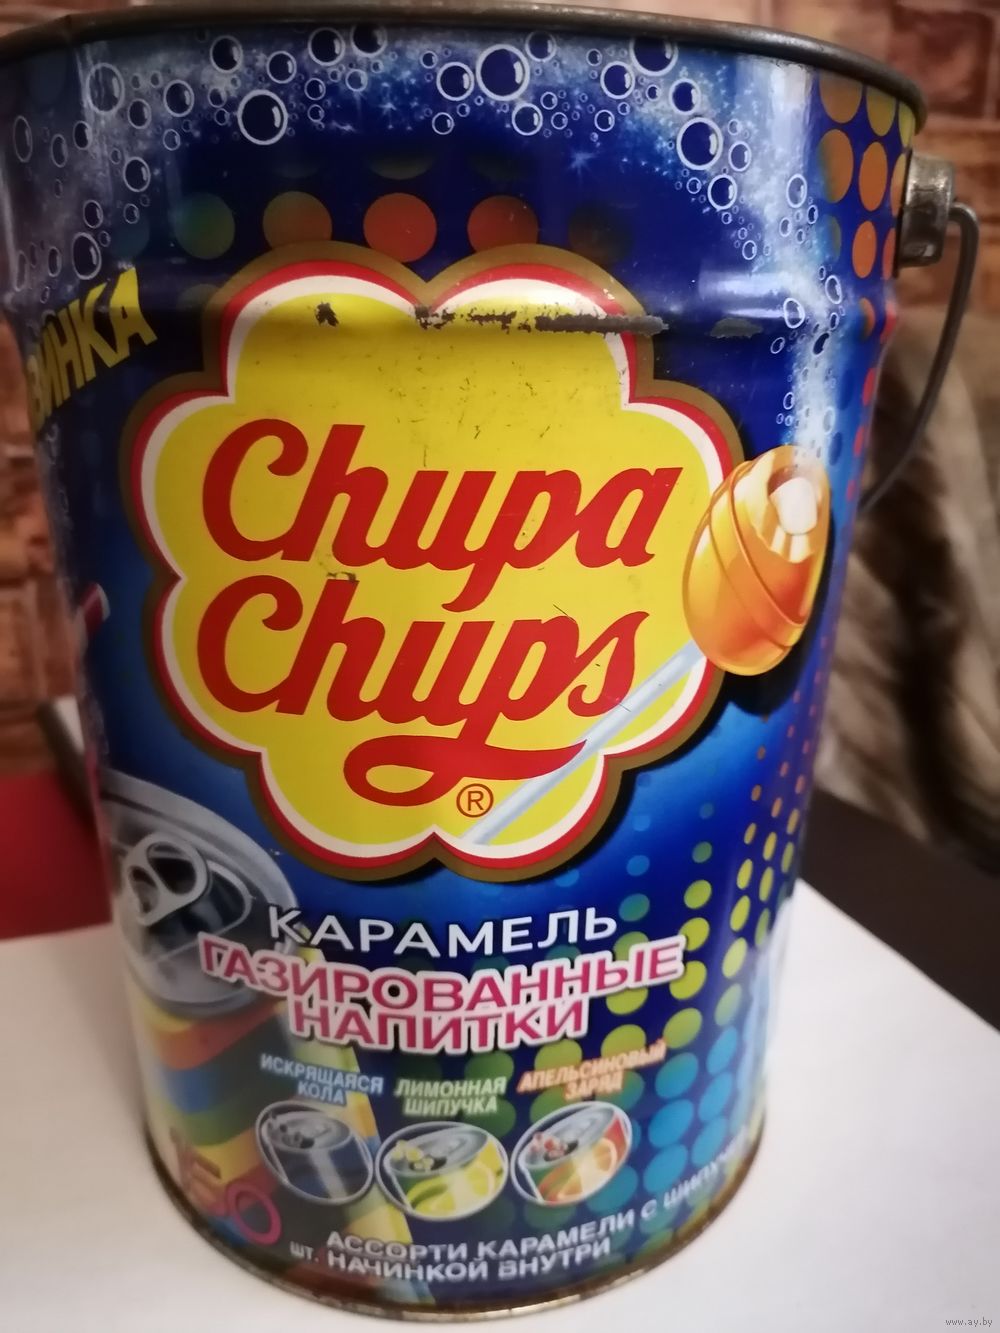 Chupa
Chups
®
КАРАМЕЛЬ
ГАЗИРОВАННЫЕ
НАПИТКИ
ИСКРЯЩАЯСЯ
КОЛА
ЛИМОННАЯ
ШИПУЧКА
АПЕЛЬСИНОВЫЙ
ЗАРЯД
150
шт.
АССОРТИ КАРАМЕЛИ С
НАЧИНКОЙ ВНУТРИ
www.ay.by